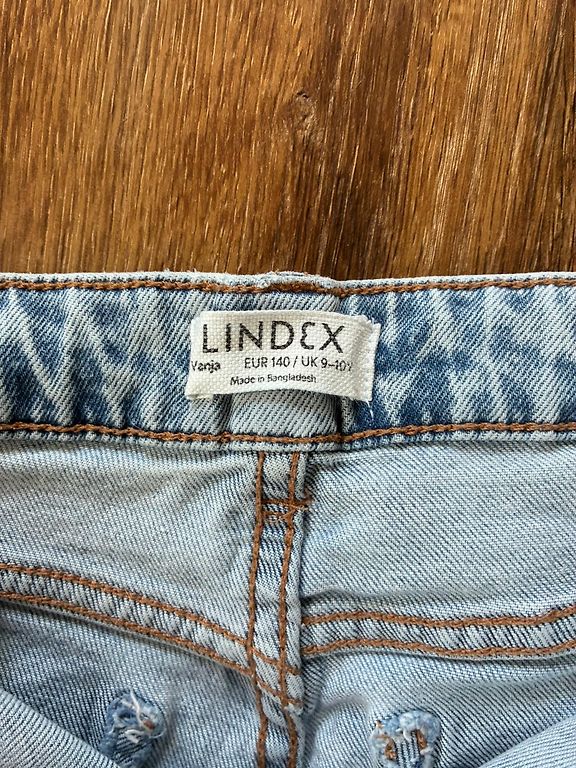 LINDEX
Vanja EUR 140 / UK 9-10Y
Made in Bangladesh